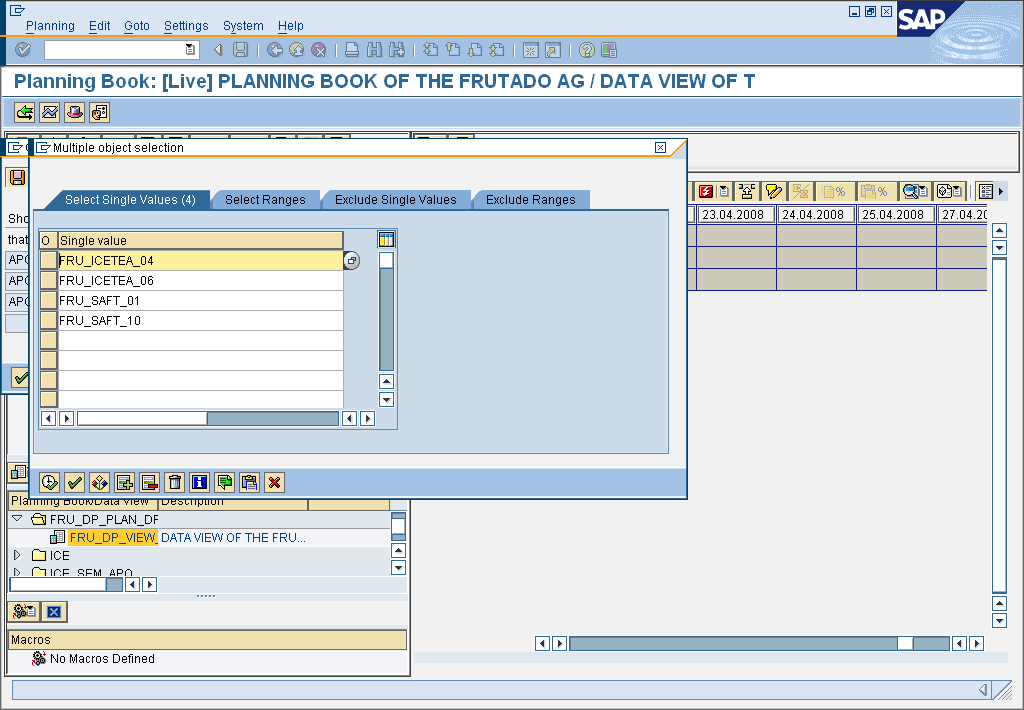 Planning Edit Goto Settings System Help
SAP
Planning Book: [Live] PLANNING BOOK OF THE FRUTADO AG / DATA VIEW OF T
Multiple object selection
Select Single Values (4) Select Ranges Exclude Single Values Exclude Ranges
23.04.2008 24.04.2008 25.04.2008 27.04.20
Sho
that
APO
APO
APO
O Single value
FRU_ICETEA_04
FRU_ICETEA_06
FRU_SAFT_01
FRU_SAFT_10
Planning Book/Data View Description
FRU_DP_PLAN_DF
FRU_DP_VIEW_ DATA VIEW OF THE FRU...
ICE
ICE_SEM_APO
Macros
No Macros Defined